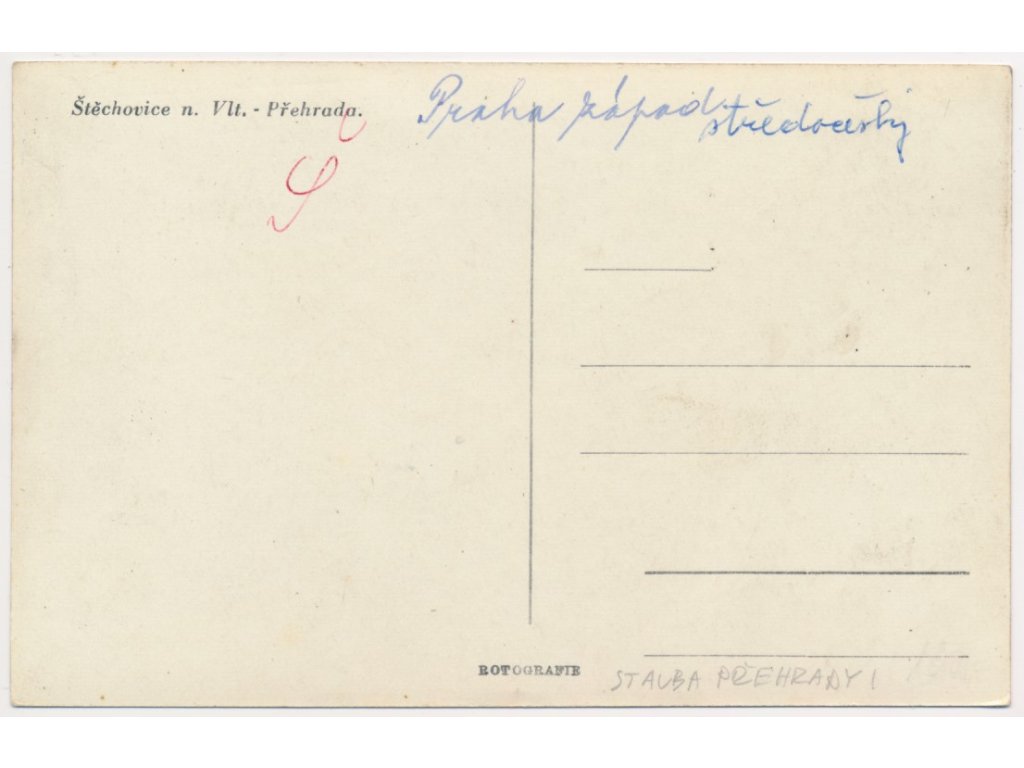 Štěchovice n. Vlt. - Přehrada.
Praha západ
středočeský
S
ROTOGRAFIE
STAVBA PŘEHRADY!